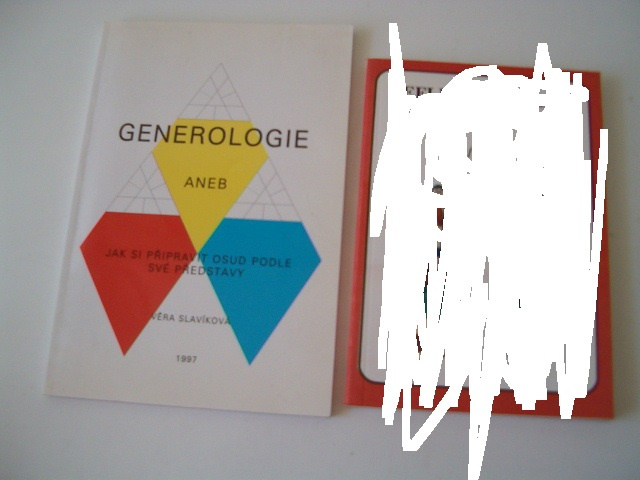 GENEROLOGIE
ANEB
JAK SI PŘIPRAVIT OSUD PODLE
SVÉ PŘEDSTAVY
VĚRA SLAVÍKOVÁ
1997